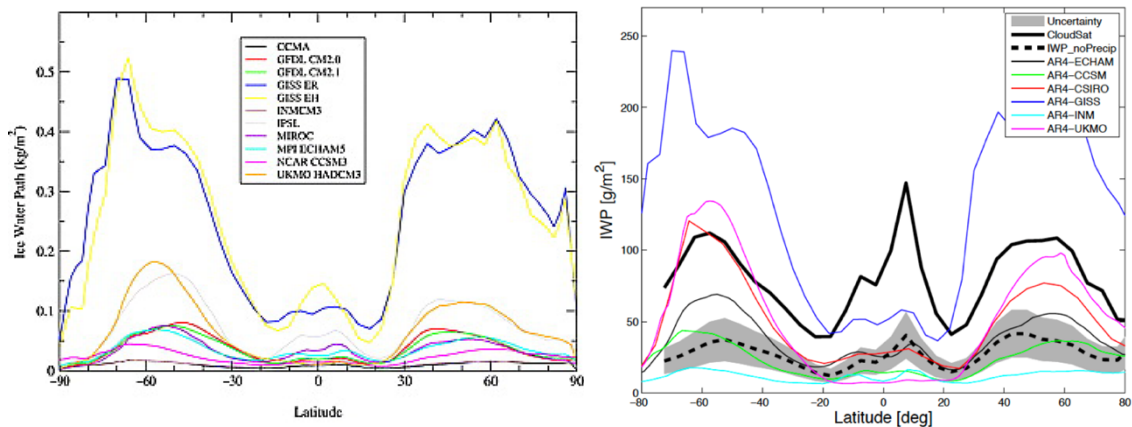 0.5
0.4
0.3
0.2
0.1
0
Ice Water Path (kg/m²)
-90
-60
-30
0
30
60
90
Latitude
CCMA
GFDL CM2.0
GFDL CM2.1
GISS ER
GISS EH
INMCM3
IPSL
MIROC
MPI ECHAM5
NCAR CCSM3
UKMO HADCM3
250
200
150
100
50
0
IWP [g/m²]
−80
−60
−40
−20
0
20
40
60
80
Latitude [deg]
Uncertainty
CloudSat
IWP_noPrecip
AR4−ECHAM
AR4−CCSM
AR4−CSIRO
AR4−GISS
AR4−INM
AR4−UKMO